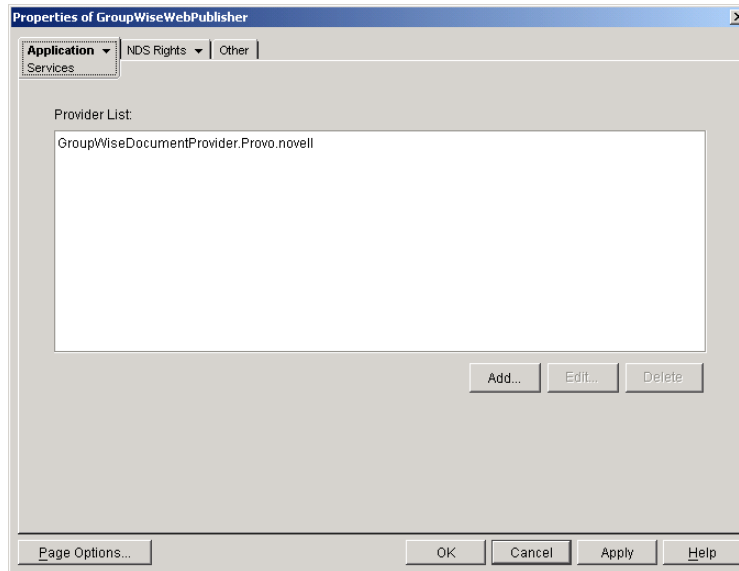 Properties of GroupWiseWebPublisher
Application NDS Rights Other
Services
Provider List:
GroupWiseDocumentProvider.Provo.novell
Add... Edit... Delete
Page Options... OK Cancel Apply Help